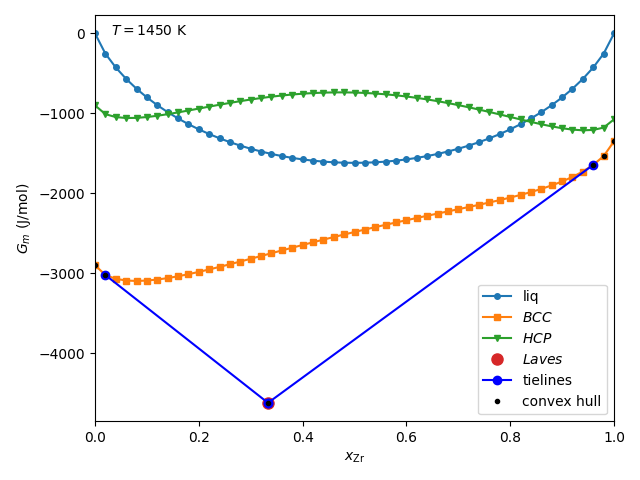 T = 1450 K
0
−1000
−2000
−3000
−4000
G_m (J/mol)
liq
BCC
HCP
Laves
tielines
convex hull
0.0 0.2 0.4 0.6 0.8 1.0
x_Zr